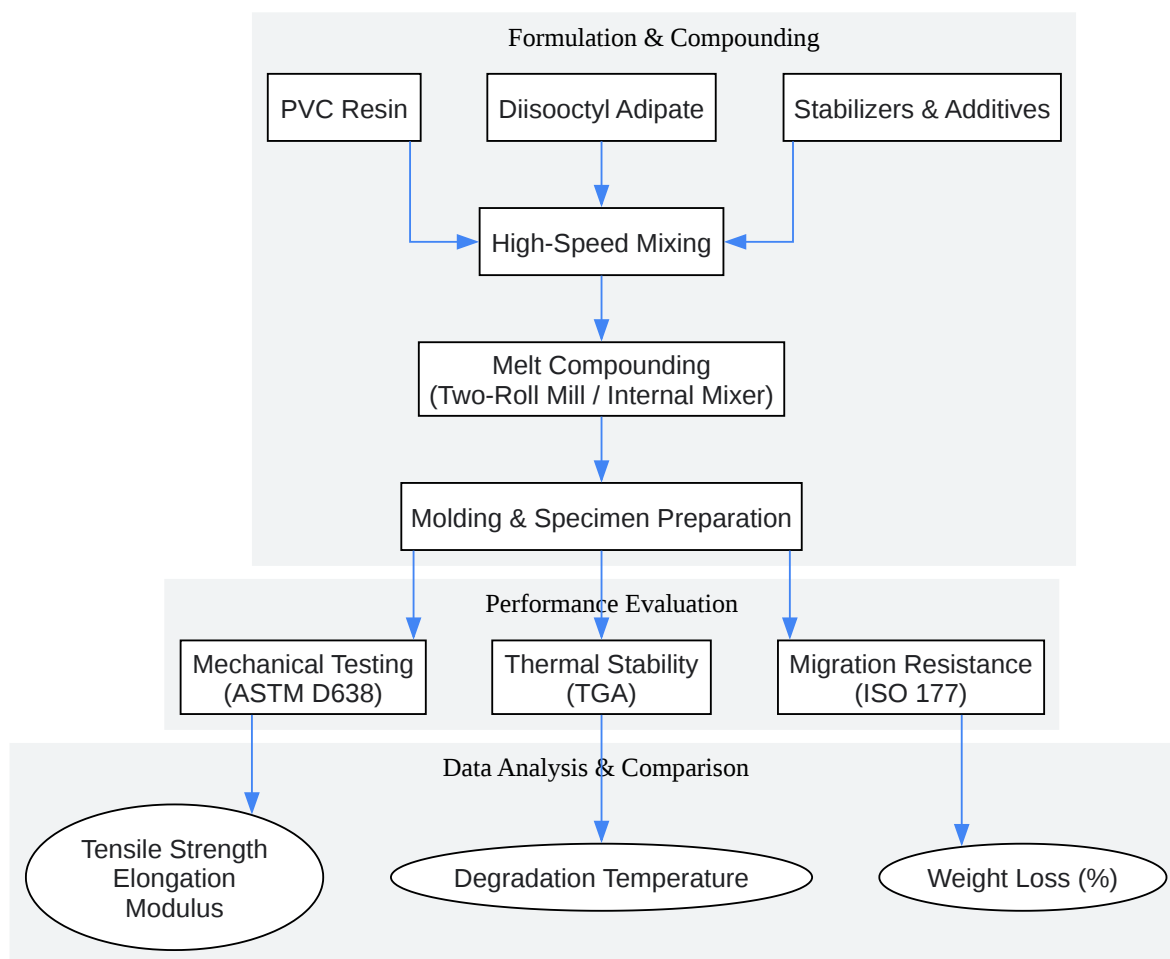 Formulation & Compounding
PVC Resin
Diisooctyl Adipate
Stabilizers & Additives
High-Speed Mixing
Melt Compounding
(Two-Roll Mill / Internal Mixer)
Molding & Specimen Preparation
Performance Evaluation
Mechanical Testing
(ASTM D638)
Thermal Stability
(TGA)
Migration Resistance
(ISO 177)
Data Analysis & Comparison
Tensile Strength
Elongation
Modulus
Degradation Temperature
Weight Loss (%)